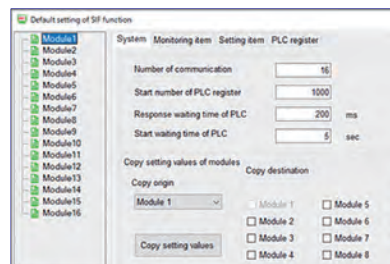 Default setting of SIF function
Module1
Module2
Module3
Module4
Module5
Module6
Module7
Module8
Module9
Module10
Module11
Module12
Module13
Module14
Module15
Module16
System Monitoring item Setting item PLC register
Number of communication 16
Start number of PLC register 1000
Response waiting time of PLC 200 ms
Start waiting time of PLC 5 sec
Copy setting values of modules
Copy origin
Module 1
Copy setting values
Copy destination
Module 1 Module 5
Module 2 Module 6
Module 3 Module 7
Module 4 Module 8